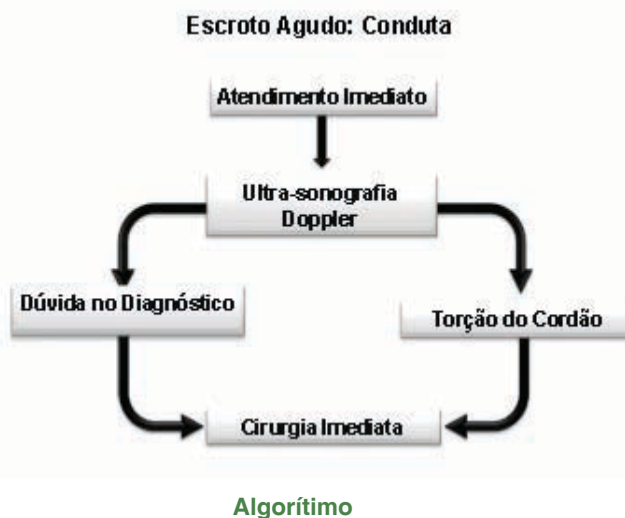 Escroto Agudo: Conduta
Atendimento Imediato
Ultra-sonografia
Doppler
Dúvida no Diagnóstico
Torção do Cordão
Cirurgia Imediata
Algorítimo